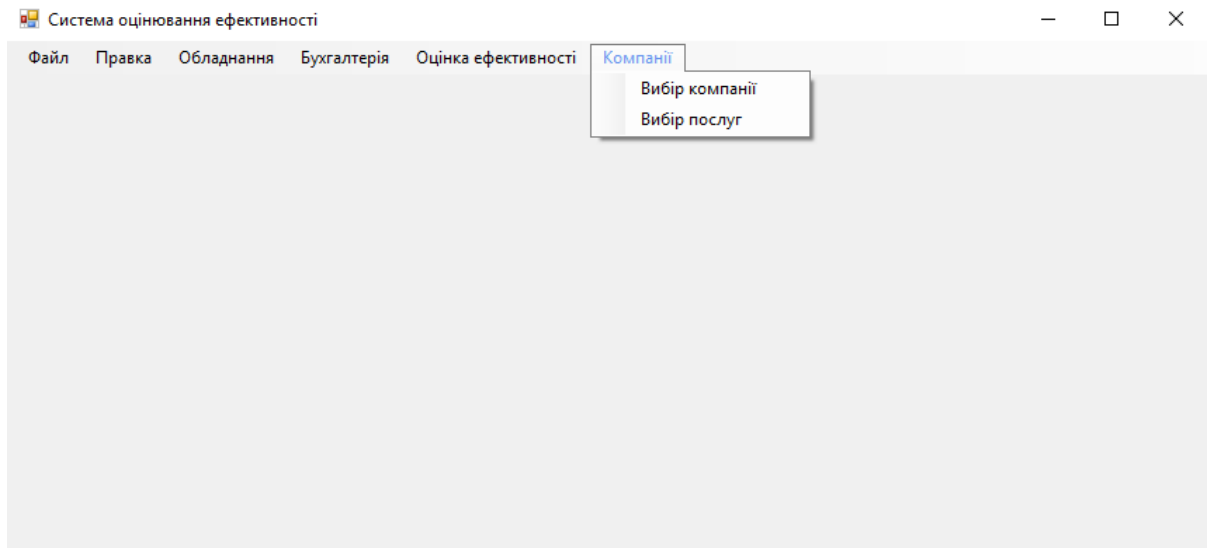 Система оцінювання ефективності
Файл Правка Обладнання Бухгалтерія Оцінка ефективності Компанії
Вибір компанії
Вибір послуг